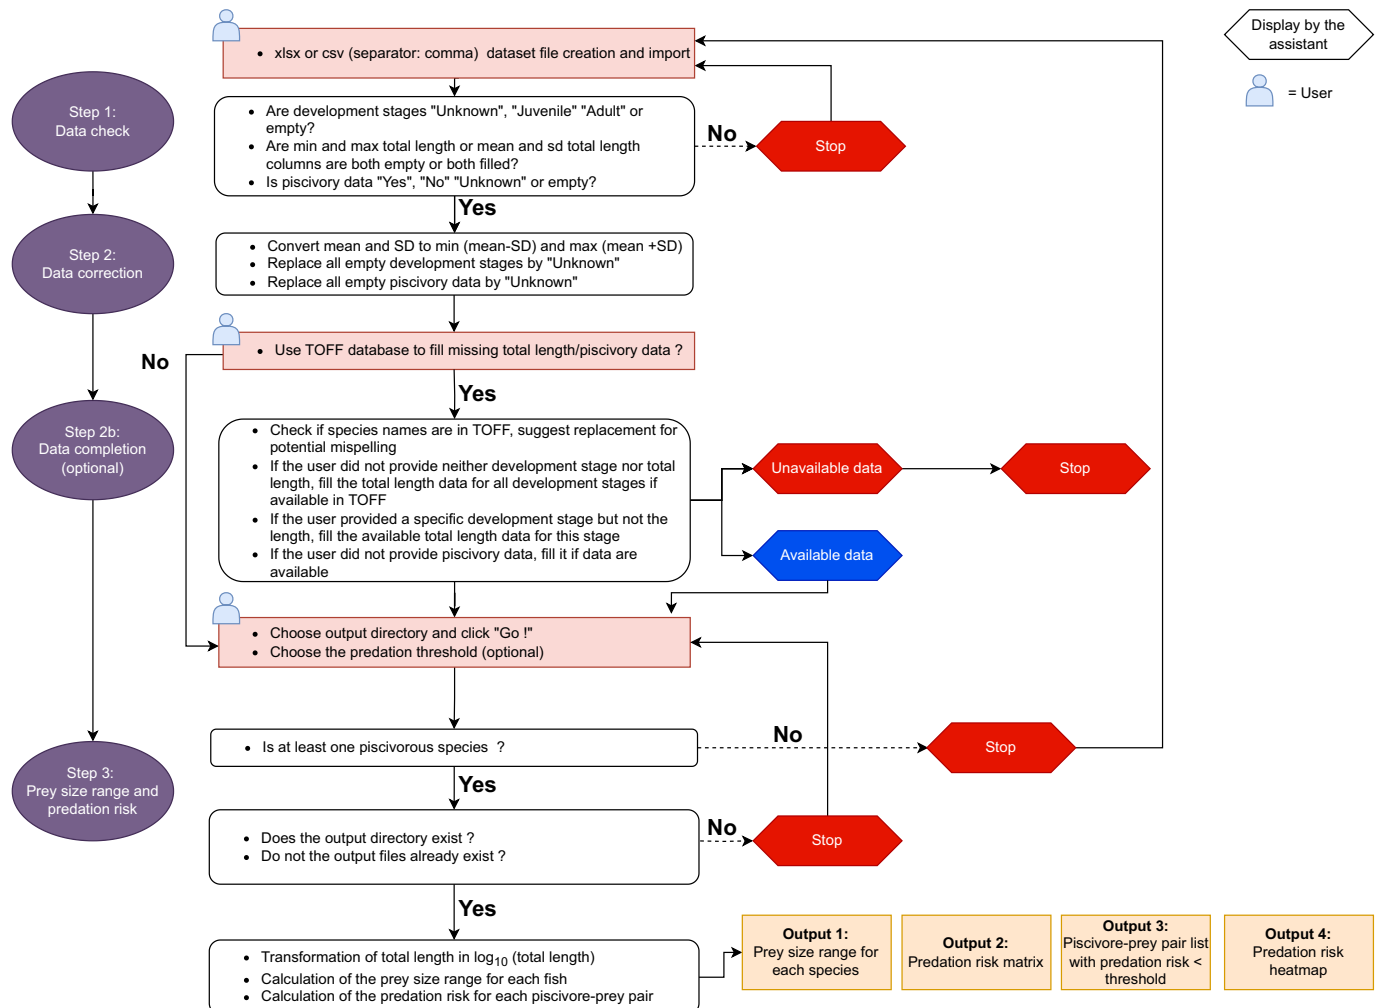 Display by the
assistant
= User
• xlsx or csv (separator: comma)  dataset file creation and import
Step 1:
Data check
• Are development stages "Unknown", "Juvenile" "Adult" or
empty?
• Are min and max total length or mean and sd total length
columns are both empty or both filled?
• Is piscivory data "Yes", "No" "Unknown" or empty?
No
Stop
Yes
Step 2:
Data correction
• Convert mean and SD to min (mean-SD) and max (mean +SD)
• Replace all empty development stages by "Unknown"
• Replace all empty piscivory data by "Unknown"
• Use TOFF database to fill missing total length/piscivory data ?
No
Yes
Step 2b:
Data completion
(optional)
• Check if species names are in TOFF, suggest replacement for
potential mispelling
• If the user did not provide neither development stage nor total
length, fill the total length data for all development stages if
available in TOFF
• If the user provided a specific development stage but not the
length, fill the available total length data for this stage
• If the user did not provide piscivory data, fill it if data are
available
Unavailable data
Stop
Available data
• Choose output directory and click "Go !"
• Choose the predation threshold (optional)
Step 3:
Prey size range and
predation risk
• Is at least one piscivorous species  ?
No
Stop
Yes
• Does the output directory exist ?
• Do not the output files already exist ?
No
Stop
Yes
• Transformation of total length in log10 (total length)
• Calculation of the prey size range for each fish
• Calculation of the predation risk for each piscivore-prey pair
Output 1:
Prey size range for
each species
Output 2:
Predation risk matrix
Output 3:
Piscivore-prey pair list
with predation risk <
threshold
Output 4:
Predation risk
heatmap